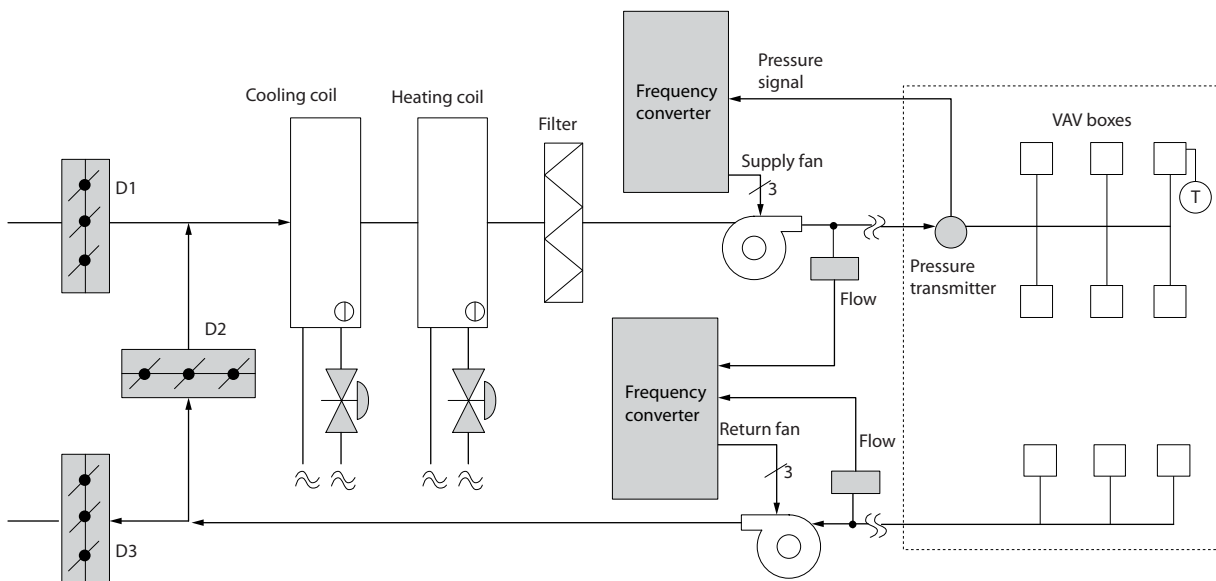 Pressure
signal
Cooling coil
Heating coil
Frequency
converter
Filter
VAV boxes
Supply fan
D1
3
T
Pressure
transmitter
Flow
D2
Frequency
converter
Return fan
Flow
3
D3